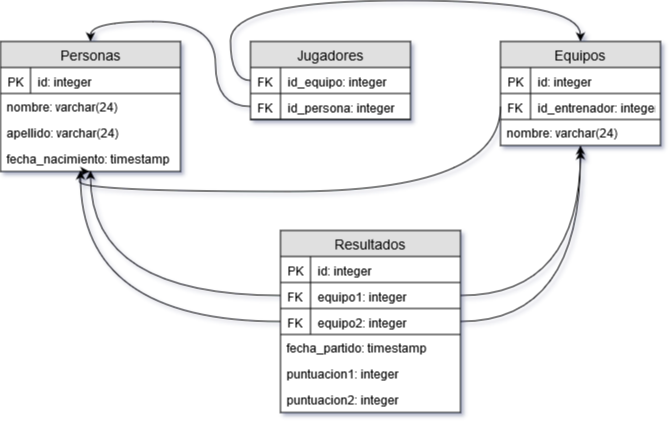 Personas
PK id: integer
nombre: varchar(24)
apellido: varchar(24)
fecha_nacimiento: timestamp
Jugadores
FK id_equipo: integer
FK id_persona: integer
Equipos
PK id: integer
FK id_entrenador: intege
nombre: varchar(24)
Resultados
PK id: integer
FK equipo1: integer
FK equipo2: integer
fecha_partido: timestamp
puntuacion1: integer
puntuacion2: integer